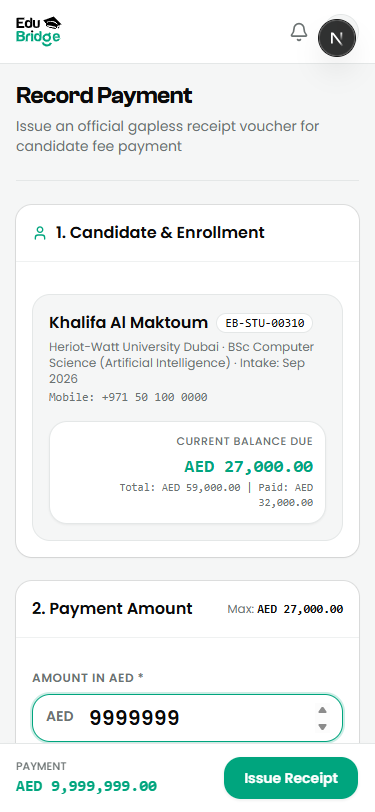 Edu
Bridge
N
Record Payment
Issue an official gapless receipt voucher for
candidate fee payment
1. Candidate & Enrollment
Khalifa Al Maktoum EB-STU-00310
Heriot-Watt University Dubai · BSc Computer
Science (Artificial Intelligence) · Intake: Sep
2026
Mobile: +971 50 100 0000
CURRENT BALANCE DUE
AED 27,000.00
Total: AED 59,000.00 | Paid: AED
32,000.00
2. Payment Amount Max: AED 27,000.00
AMOUNT IN AED *
AED 9999999
PAYMENT
AED 9,999,999.00
Issue Receipt